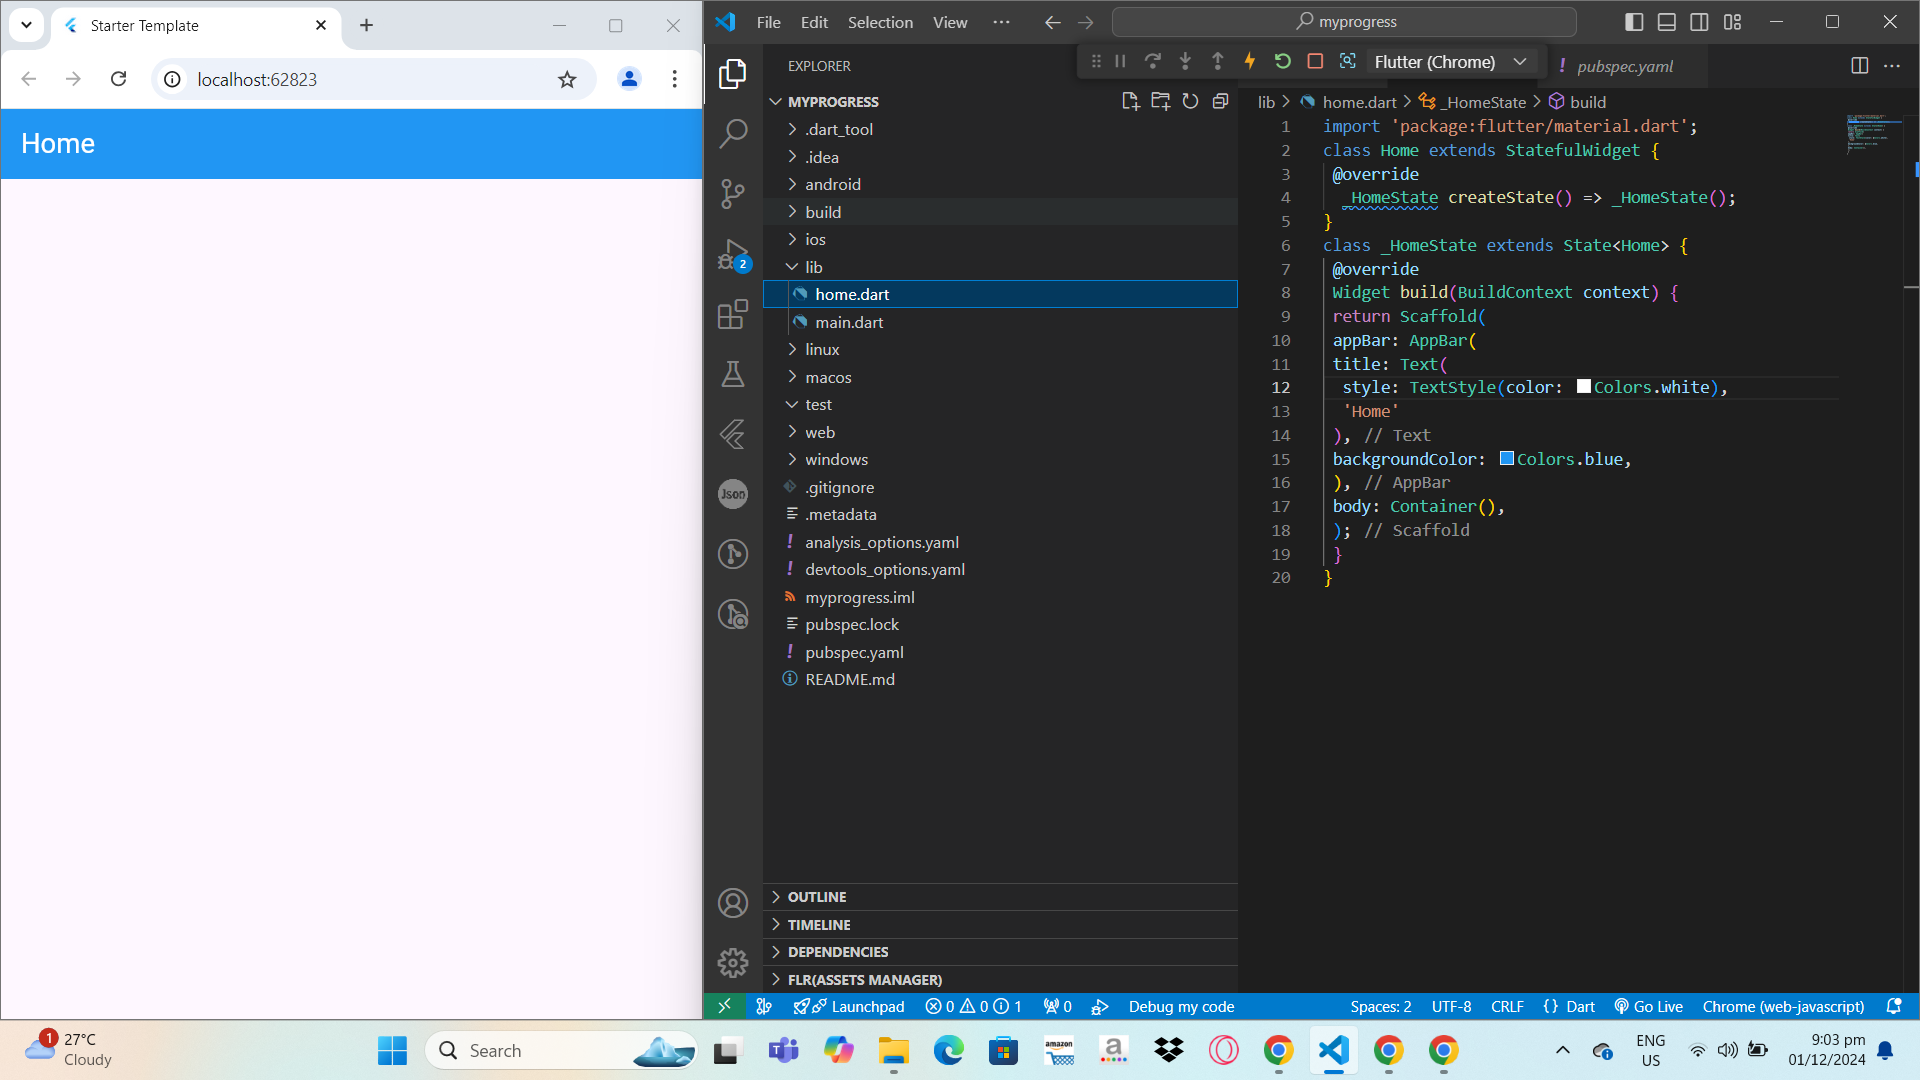 Starter Template
localhost:62823
Home
File Edit Selection View
myprogress
Flutter (Chrome)
pubspec.yaml
EXPLORER
MYPROGRESS
.dart_tool
.idea
android
build
ios
lib
home.dart
main.dart
linux
macos
test
web
windows
.gitignore
.metadata
analysis_options.yaml
devtools_options.yaml
myprogress.iml
pubspec.lock
pubspec.yaml
README.md
OUTLINE
TIMELINE
DEPENDENCIES
FLR(ASSETS MANAGER)
2
Json
lib > home.dart > _HomeState > build
1 import 'package:flutter/material.dart';
2 class Home extends StatefulWidget {
3 @override
4 _HomeState createState() => _HomeState();
5 }
6 class _HomeState extends State<Home> {
7 @override
8 Widget build(BuildContext context) {
9 return Scaffold(
10 appBar: AppBar(
11 title: Text(
12 style: TextStyle(color: Colors.white),
13 'Home'
14 ), // Text
15 backgroundColor: Colors.blue,
16 ), // AppBar
17 body: Container(),
18 ); // Scaffold
19 }
20 }
Launchpad 0 0 1 0 Debug my code Spaces: 2 UTF-8 CRLF {} Dart Go Live Chrome (web-javascript)
1
27°C
Cloudy
Search
amazon
a
ENG
US
9:03 pm
01/12/2024